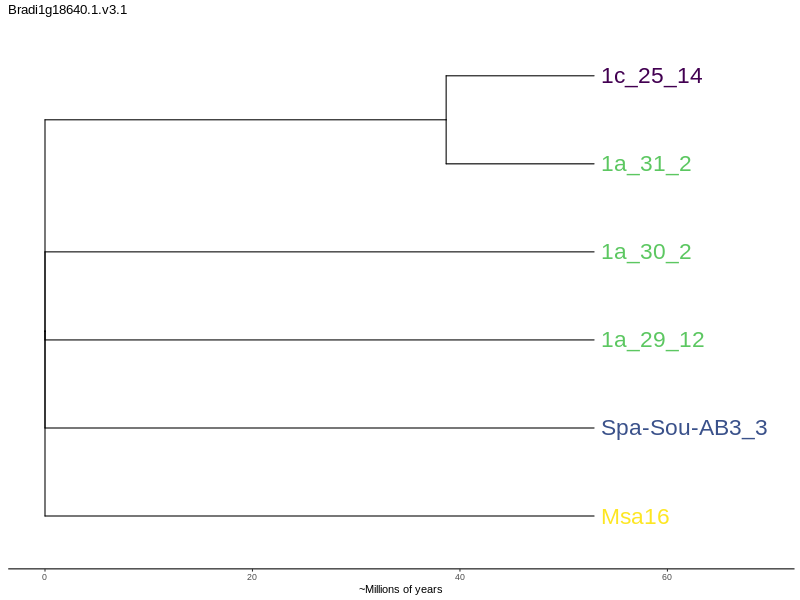 Bradi1g18640.1.v3.1
1c_25_14
1a_31_2
1a_30_2
1a_29_12
Spa-Sou-AB3_3
Msa16
0 20 40 60
~Millions of years